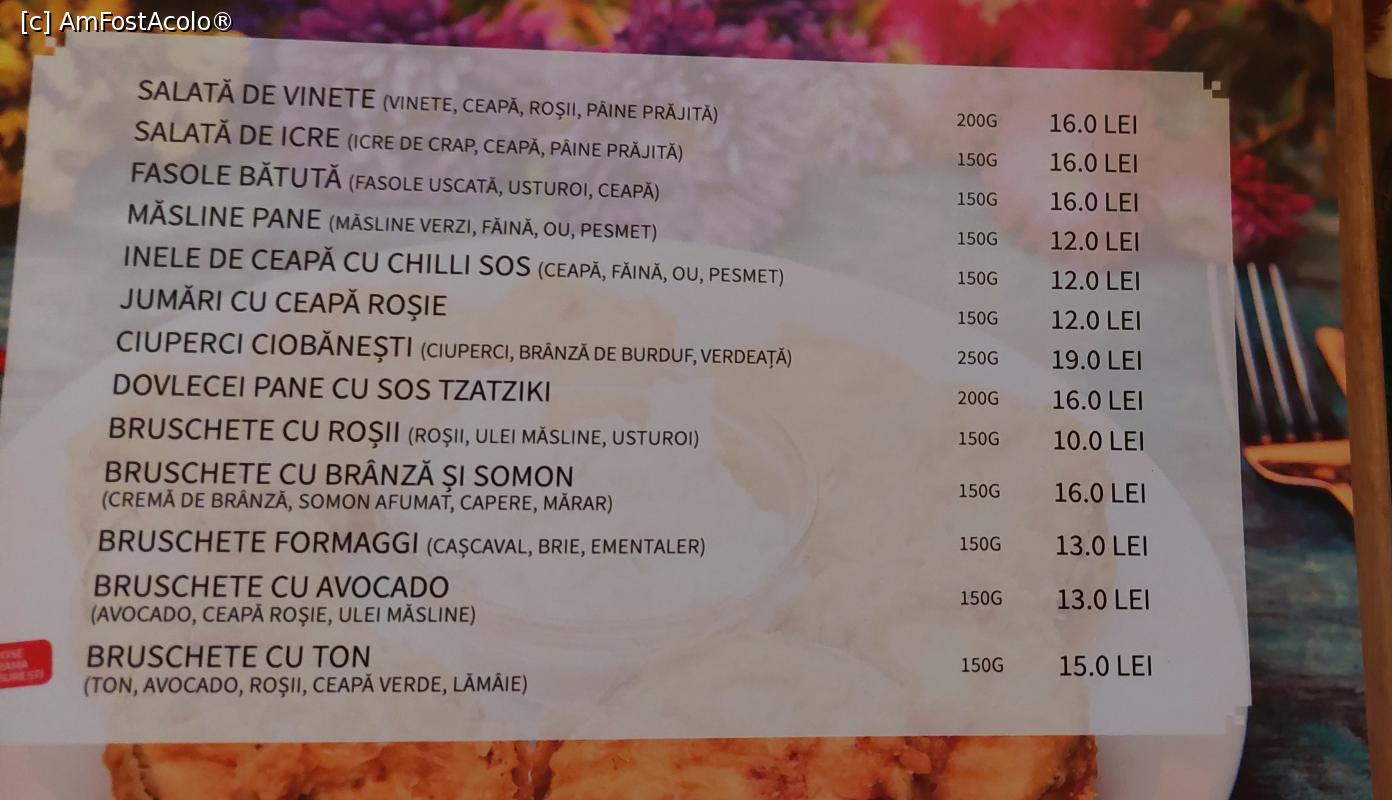 [c] AmFostAcolo®
SALATĂ DE VINETE (VINETE, CEAPĂ, ROȘII, PÂINE PRĂJITĂ) 200G 16.0 LEI
SALATĂ DE ICRE (ICRE DE CRAP, CEAPĂ, PÂINE PRĂJITĂ) 150G 16.0 LEI
FASOLE BĂTUTĂ (FASOLE USCATĂ, USTUROI, CEAPĂ) 150G 16.0 LEI
MĂSLINE PANE (MĂSLINE VERZI, FĂINĂ, OU, PESMET) 150G 12.0 LEI
INELE DE CEAPĂ CU CHILLI SOS (CEAPĂ, FĂINĂ, OU, PESMET) 150G 12.0 LEI
JUMĂRI CU CEAPĂ ROȘIE 150G 12.0 LEI
CIUPERCI CIOBĂNEȘTI (CIUPERCI, BRÂNZĂ DE BURDUF, VERDEAȚĂ) 250G 19.0 LEI
DOVLECEI PANE CU SOS TZATZIKI 200G 16.0 LEI
BRUSCHETE CU ROȘII (ROȘII, ULEI MĂSLINE, USTUROI) 150G 10.0 LEI
BRUSCHETE CU BRÂNZĂ ȘI SOMON 150G 16.0 LEI
(CREMĂ DE BRÂNZĂ, SOMON AFUMAT, CAPERE, MĂRAR)
BRUSCHETE FORMAGGI (CAȘCAVAL, BRIE, EMENTALER) 150G 13.0 LEI
BRUSCHETE CU AVOCADO 150G 13.0 LEI
(AVOCADO, CEAPĂ ROȘIE, ULEI MĂSLINE)
BRUSCHETE CU TON 150G 15.0 LEI
(TON, AVOCADO, ROȘII, CEAPĂ VERDE, LĂMÂIE)